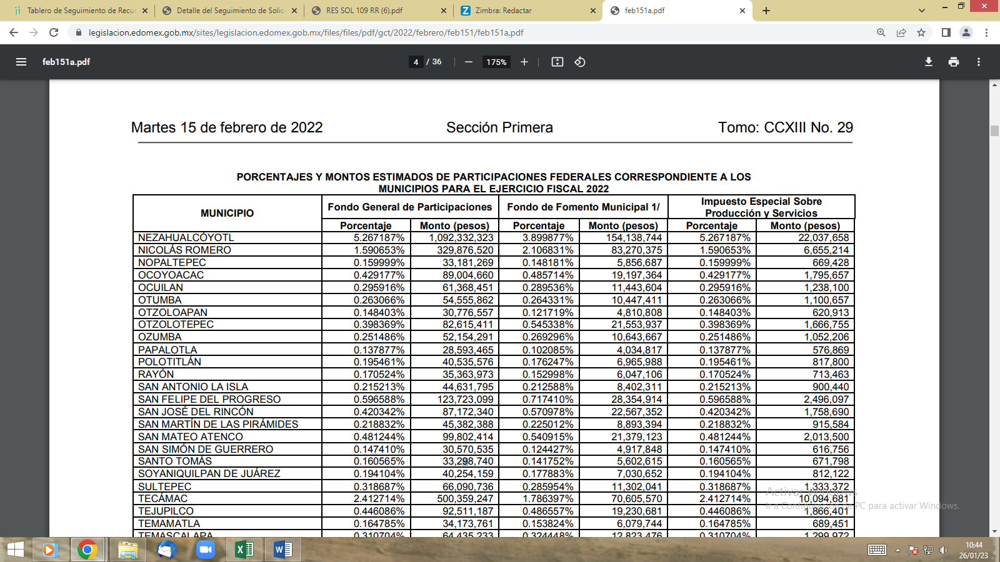 Tablero de Seguimiento de Recur
Detalle del Seguimiento de Solici
RES SOL 109 RR (6).pdf
Zimbra: Redactar
feb151a.pdf
legislacion.edomex.gob.mx/sites/legislacion.edomex.gob.mx/files/files/pdf/gct/2022/febrero/feb151/feb151a.pdf
feb151a.pdf
4 / 36
175%
Martes 15 de febrero de 2022 Sección Primera Tomo: CCXIII No. 29
PORCENTAJES Y MONTOS ESTIMADOS DE PARTICIPACIONES FEDERALES CORRESPONDIENTE A LOS
MUNICIPIOS PARA EL EJERCICIO FISCAL 2022
MUNICIPIO Fondo General de Participaciones Fondo de Fomento Municipal 1/ Impuesto Especial Sobre
Producción y Servicios
Porcentaje Monto (pesos) Porcentaje Monto (pesos) Porcentaje Monto (pesos)
NEZAHUALCÓYOTL 5.267187% 1,092,332,323 3.899877% 154,138,744 5.267187% 22,037,658
NICOLÁS ROMERO 1.590653% 329,876,520 2.106831% 83,270,375 1.590653% 6,655,214
NOPALTEPEC 0.159999% 33,181,269 0.148181% 5,856,687 0.159999% 669,428
OCOYOACAC 0.429177% 89,004,660 0.485714% 19,197,364 0.429177% 1,795,657
OCUILAN 0.295916% 61,368,451 0.289536% 11,443,604 0.295916% 1,238,100
OTUMBA 0.263066% 54,555,862 0.264331% 10,447,411 0.263066% 1,100,657
OTZOLOAPAN 0.148403% 30,776,557 0.121719% 4,810,808 0.148403% 620,913
OTZOLOTEPEC 0.398369% 82,615,411 0.545338% 21,553,937 0.398369% 1,666,755
OZUMBA 0.251486% 52,154,291 0.269296% 10,643,667 0.251486% 1,052,206
PAPALOTLA 0.137877% 28,593,465 0.102085% 4,034,817 0.137877% 576,869
POLOTITLÁN 0.195461% 40,535,576 0.176247% 6,965,988 0.195461% 817,800
RAYÓN 0.170524% 35,363,973 0.152998% 6,047,106 0.170524% 713,463
SAN ANTONIO LA ISLA 0.215213% 44,631,795 0.212588% 8,402,311 0.215213% 900,440
SAN FELIPE DEL PROGRESO 0.596588% 123,723,099 0.717410% 28,354,914 0.596588% 2,496,097
SAN JOSÉ DEL RINCÓN 0.420342% 87,172,340 0.570978% 22,567,352 0.420342% 1,758,690
SAN MARTÍN DE LAS PIRÁMIDES 0.218832% 45,382,388 0.225012% 8,893,394 0.218832% 915,584
SAN MATEO ATENCO 0.481244% 99,802,414 0.540915% 21,379,123 0.481244% 2,013,500
SAN SIMÓN DE GUERRERO 0.147410% 30,570,535 0.124427% 4,917,848 0.147410% 616,756
SANTO TOMÁS 0.160565% 33,298,740 0.141752% 5,602,615 0.160565% 671,798
SOYANIQUILPAN DE JUÁREZ 0.194104% 40,254,159 0.177883% 7,030,652 0.194104% 812,122
SULTEPEC 0.318687% 66,090,736 0.285954% 11,302,041 0.318687% 1,333,372
TECÁMAC 2.412714% 500,359,247 1.786397% 70,605,570 2.412714% 10,094,681
TEJUPILCO 0.446086% 92,511,187 0.486557% 19,230,681 0.446086% 1,866,401
TEMAMATLA 0.164785% 34,173,761 0.153824% 6,079,744 0.164785% 689,451
TEMASCALAPA 0.310704% 64,435,233 0.324448% 12,823,476 0.310704% 1,299,972
Activar Windows
Ir a Configuración de PC para activar Windows.
10:44
26/01/23